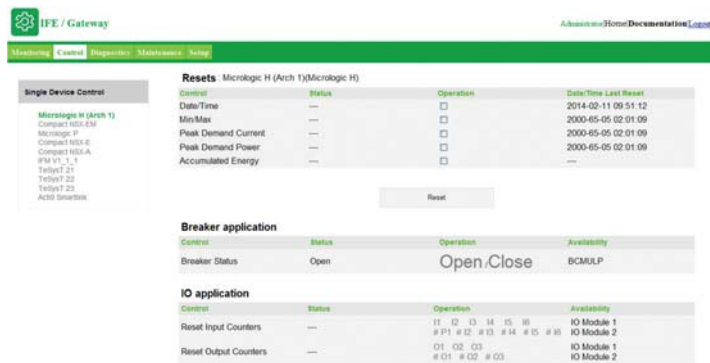 IFE / Gateway
Administrator|Home|Documentation|Logout
Monitoring Control Diagnostics Maintenance Setup
Single Device Control
Micrologic H (Arch 1)
Compact NSX-EM
Micrologic P
Compact NSX-E
Compact NSX-A
IFM V1_1_1
TeSysT 21
TeSysT 22
TeSysT 23
Acti9 Smartlink
Resets : Micrologic H (Arch 1)(Micrologic H)
Control Status Operation Date/Time Last Reset
Date/Time --- 2014-02-11 09:51:12
Min/Max --- 2000-65-05 02:01:09
Peak Demand Current --- 2000-65-05 02:01:09
Peak Demand Power --- 2000-65-05 02:01:09
Accumulated Energy --- ---
Reset
Breaker application
Control Status Operation Availability
Breaker Status Open Open/Close BCMULP
IO application
Control Status Operation Availability
Reset Input Counters --- I1 I2 I3 I4 I5 I6 IO Module 1
# P1 # I2 # I3 # I4 # I5 # I6 IO Module 2
Reset Output Counters --- O1 O2 O3 IO Module 1
# O1 # O2 # O3 IO Module 2